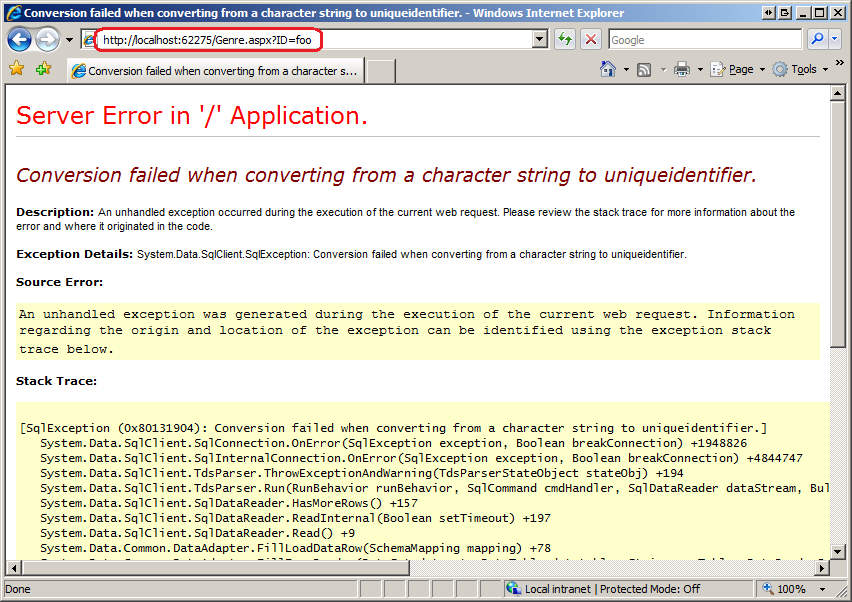 Conversion failed when converting from a character string to uniqueidentifier. - Windows Internet Explorer
http://localhost:62275/Genre.aspx?ID=foo
Google
Conversion failed when converting from a character s...
Page
Tools
Server Error in '/' Application.
Conversion failed when converting from a character string to uniqueidentifier.
Description: An unhandled exception occurred during the execution of the current web request. Please review the stack trace for more information about the
error and where it originated in the code.
Exception Details: System.Data.SqlClient.SqlException: Conversion failed when converting from a character string to uniqueidentifier.
Source Error:
An unhandled exception was generated during the execution of the current web request. Information
regarding the origin and location of the exception can be identified using the exception stack
trace below.
Stack Trace:
[SqlException (0x80131904): Conversion failed when converting from a character string to uniqueidentifier.]
System.Data.SqlClient.SqlConnection.OnError(SqlException exception, Boolean breakConnection) +1948826
System.Data.SqlClient.SqlInternalConnection.OnError(SqlException exception, Boolean breakConnection) +4844747
System.Data.SqlClient.TdsParser.ThrowExceptionAndWarning(TdsParserStateObject stateObj) +194
System.Data.SqlClient.TdsParser.Run(RunBehavior runBehavior, SqlCommand cmdHandler, SqlDataReader dataStream, Bul
System.Data.SqlClient.SqlDataReader.HasMoreRows() +157
System.Data.SqlClient.SqlDataReader.ReadInternal(Boolean setTimeout) +197
System.Data.SqlClient.SqlDataReader.Read() +9
System.Data.Common.DataAdapter.FillLoadDataRow(SchemaMapping mapping) +78
Done
Local intranet | Protected Mode: Off
100%